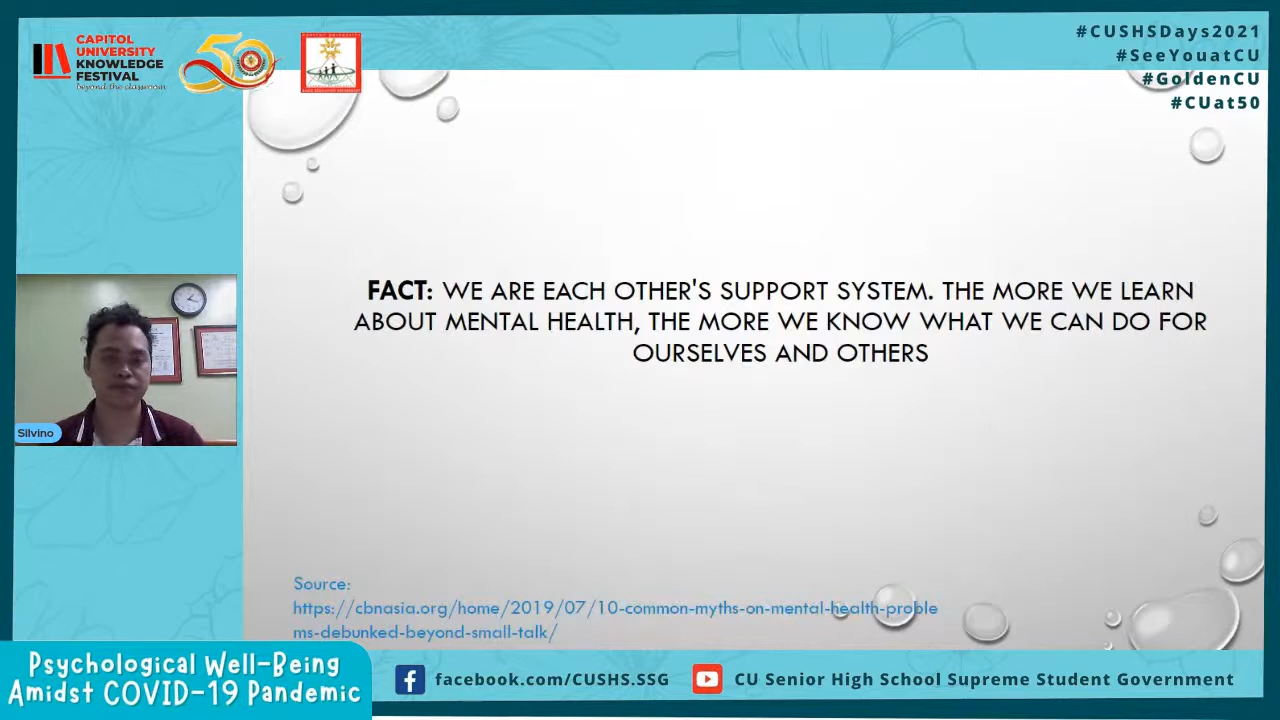 CAPITOL
UNIVERSITY
KNOWLEDGE
FESTIVAL
beyond the classroom
50
#CUSHSDays2021
#SeeYouatCU
#GoldenCU
#CUat50
FACT: WE ARE EACH OTHER'S SUPPORT SYSTEM. THE MORE WE LEARN
ABOUT MENTAL HEALTH, THE MORE WE KNOW WHAT WE CAN DO FOR
OURSELVES AND OTHERS
Silvino
Source:
https://cbnasia.org/home/2019/07/10-common-myths-on-mental-health-proble
ms-debunked-beyond-small-talk/
Psychological Well-Being
Amidst COVID-19 Pandemic
facebook.com/CUSHS.SSG
CU Senior High School Supreme Student Government